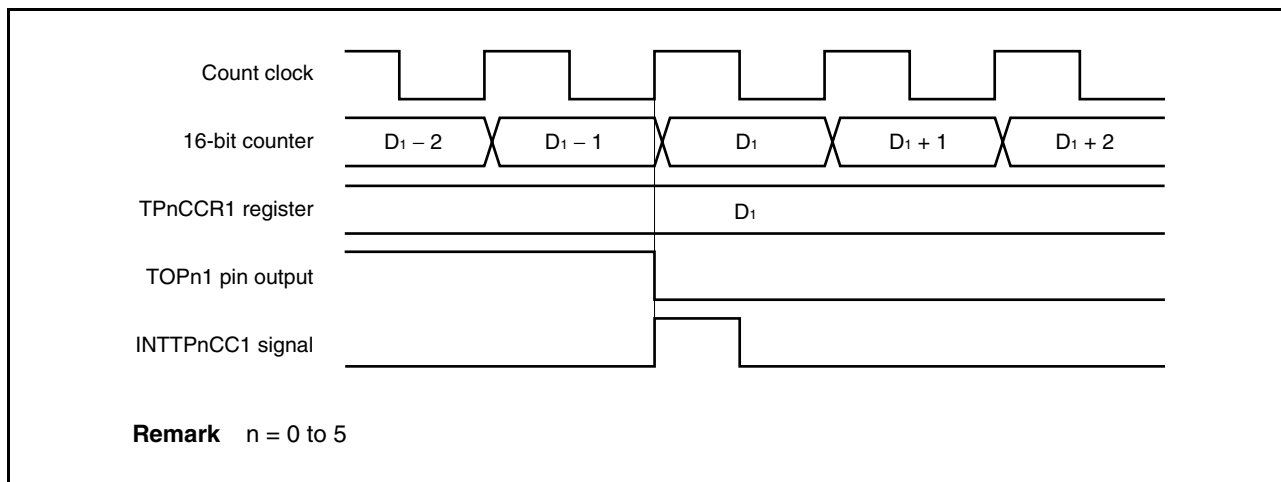 Count clock
16-bit counter D₁ − 2 D₁ − 1 D₁ D₁ + 1 D₁ + 2
TPnCCR1 register D₁
TOPn1 pin output
INTTPnCC1 signal
Remark n = 0 to 5